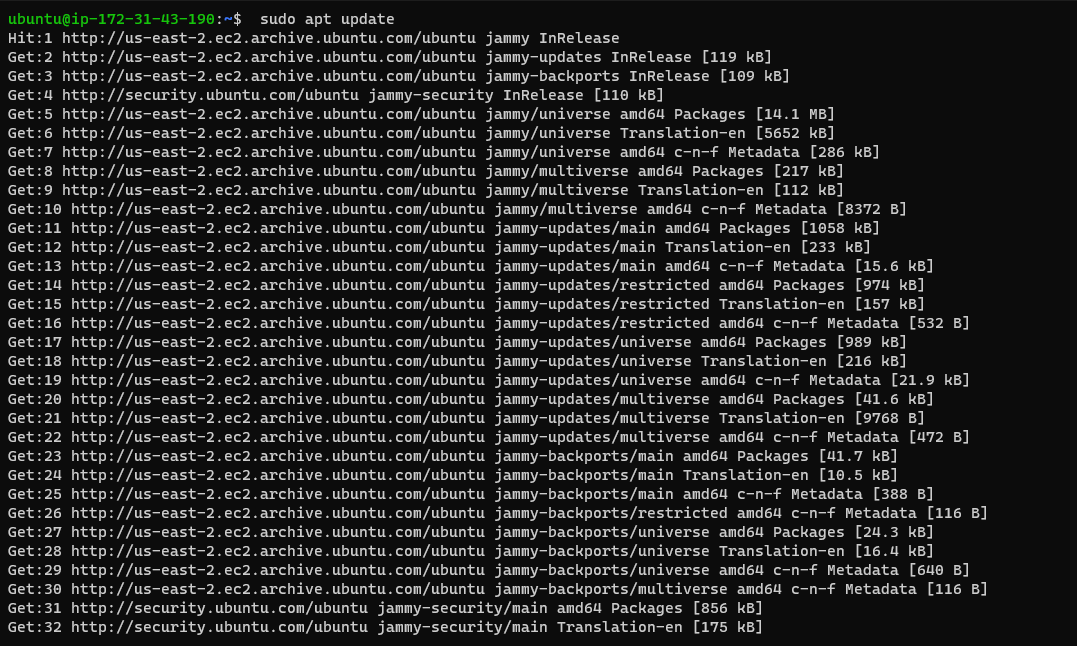 ubuntu@ip-172-31-43-190:~$  sudo apt update
Hit:1 http://us-east-2.ec2.archive.ubuntu.com/ubuntu jammy InRelease
Get:2 http://us-east-2.ec2.archive.ubuntu.com/ubuntu jammy-updates InRelease [119 kB]
Get:3 http://us-east-2.ec2.archive.ubuntu.com/ubuntu jammy-backports InRelease [109 kB]
Get:4 http://security.ubuntu.com/ubuntu jammy-security InRelease [110 kB]
Get:5 http://us-east-2.ec2.archive.ubuntu.com/ubuntu jammy/universe amd64 Packages [14.1 MB]
Get:6 http://us-east-2.ec2.archive.ubuntu.com/ubuntu jammy/universe Translation-en [5652 kB]
Get:7 http://us-east-2.ec2.archive.ubuntu.com/ubuntu jammy/universe amd64 c-n-f Metadata [286 kB]
Get:8 http://us-east-2.ec2.archive.ubuntu.com/ubuntu jammy/multiverse amd64 Packages [217 kB]
Get:9 http://us-east-2.ec2.archive.ubuntu.com/ubuntu jammy/multiverse Translation-en [112 kB]
Get:10 http://us-east-2.ec2.archive.ubuntu.com/ubuntu jammy/multiverse amd64 c-n-f Metadata [8372 B]
Get:11 http://us-east-2.ec2.archive.ubuntu.com/ubuntu jammy-updates/main amd64 Packages [1058 kB]
Get:12 http://us-east-2.ec2.archive.ubuntu.com/ubuntu jammy-updates/main Translation-en [233 kB]
Get:13 http://us-east-2.ec2.archive.ubuntu.com/ubuntu jammy-updates/main amd64 c-n-f Metadata [15.6 kB]
Get:14 http://us-east-2.ec2.archive.ubuntu.com/ubuntu jammy-updates/restricted amd64 Packages [974 kB]
Get:15 http://us-east-2.ec2.archive.ubuntu.com/ubuntu jammy-updates/restricted Translation-en [157 kB]
Get:16 http://us-east-2.ec2.archive.ubuntu.com/ubuntu jammy-updates/restricted amd64 c-n-f Metadata [532 B]
Get:17 http://us-east-2.ec2.archive.ubuntu.com/ubuntu jammy-updates/universe amd64 Packages [989 kB]
Get:18 http://us-east-2.ec2.archive.ubuntu.com/ubuntu jammy-updates/universe Translation-en [216 kB]
Get:19 http://us-east-2.ec2.archive.ubuntu.com/ubuntu jammy-updates/universe amd64 c-n-f Metadata [21.9 kB]
Get:20 http://us-east-2.ec2.archive.ubuntu.com/ubuntu jammy-updates/multiverse amd64 Packages [41.6 kB]
Get:21 http://us-east-2.ec2.archive.ubuntu.com/ubuntu jammy-updates/multiverse Translation-en [9768 B]
Get:22 http://us-east-2.ec2.archive.ubuntu.com/ubuntu jammy-updates/multiverse amd64 c-n-f Metadata [472 B]
Get:23 http://us-east-2.ec2.archive.ubuntu.com/ubuntu jammy-backports/main amd64 Packages [41.7 kB]
Get:24 http://us-east-2.ec2.archive.ubuntu.com/ubuntu jammy-backports/main Translation-en [10.5 kB]
Get:25 http://us-east-2.ec2.archive.ubuntu.com/ubuntu jammy-backports/main amd64 c-n-f Metadata [388 B]
Get:26 http://us-east-2.ec2.archive.ubuntu.com/ubuntu jammy-backports/restricted amd64 c-n-f Metadata [116 B]
Get:27 http://us-east-2.ec2.archive.ubuntu.com/ubuntu jammy-backports/universe amd64 Packages [24.3 kB]
Get:28 http://us-east-2.ec2.archive.ubuntu.com/ubuntu jammy-backports/universe Translation-en [16.4 kB]
Get:29 http://us-east-2.ec2.archive.ubuntu.com/ubuntu jammy-backports/universe amd64 c-n-f Metadata [640 B]
Get:30 http://us-east-2.ec2.archive.ubuntu.com/ubuntu jammy-backports/multiverse amd64 c-n-f Metadata [116 B]
Get:31 http://security.ubuntu.com/ubuntu jammy-security/main amd64 Packages [856 kB]
Get:32 http://security.ubuntu.com/ubuntu jammy-security/main Translation-en [175 kB]